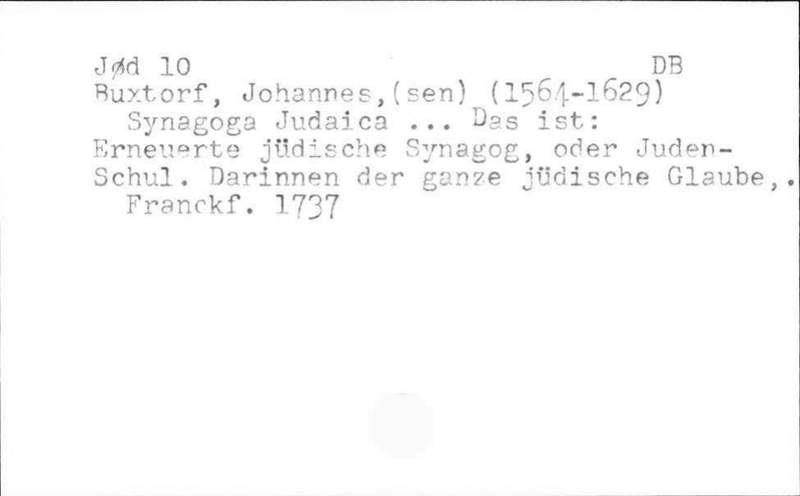 Jød 10 DB
Buxtorf, Johannes,(sen) (1564-1629)
Synagoga Judaica ... Das ist:
Erneuerte jüdische Synagog, oder Juden-
Schul. Darinnen der ganze jüdische Glaube,.
Franckf. 1737